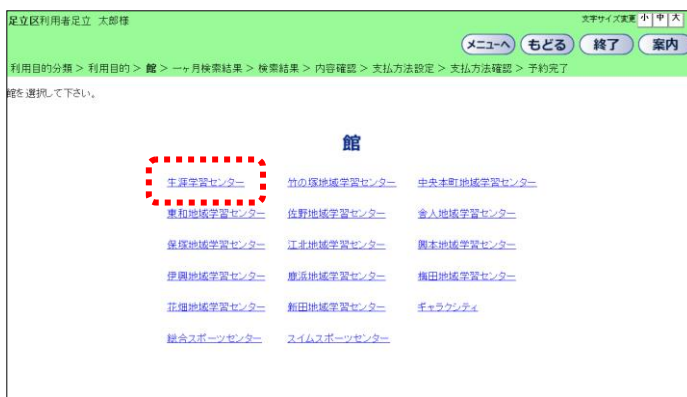 足立区利用者足立 太郎様
文字サイズ変更 小 中 大
メニューへ もどる 終了 案内
利用目的分類 > 利用目的 > 館 > 一ヶ月検索結果 > 検索結果 > 内容確認 > 支払方法設定 > 支払方法確認 > 予約完了
館を選択して下さい。
館
生涯学習センター 竹の塚地域学習センター 中央本町地域学習センター
東和地域学習センター 佐野地域学習センター 舎人地域学習センター
保塚地域学習センター 江北地域学習センター 興本地域学習センター
伊興地域学習センター 鹿浜地域学習センター 梅田地域学習センター
花畑地域学習センター 新田地域学習センター ギャラクシティ
総合スポーツセンター スイムスポーツセンター